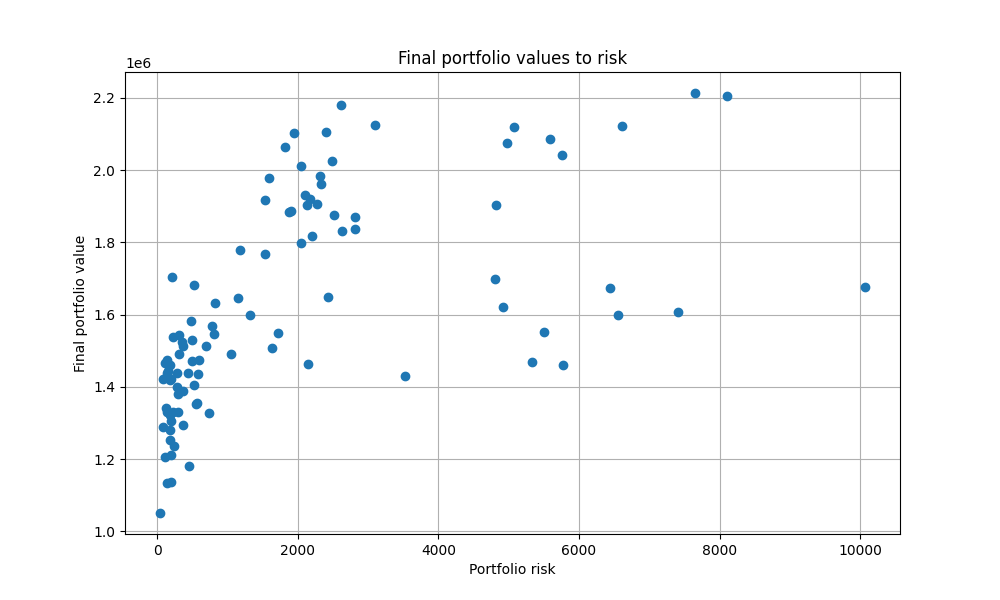 Final portfolio values to risk
1e6
2.2
2.0
1.8
1.6
1.4
1.2
1.0
Final portfolio value
0 2000 4000 6000 8000 10000
Portfolio risk